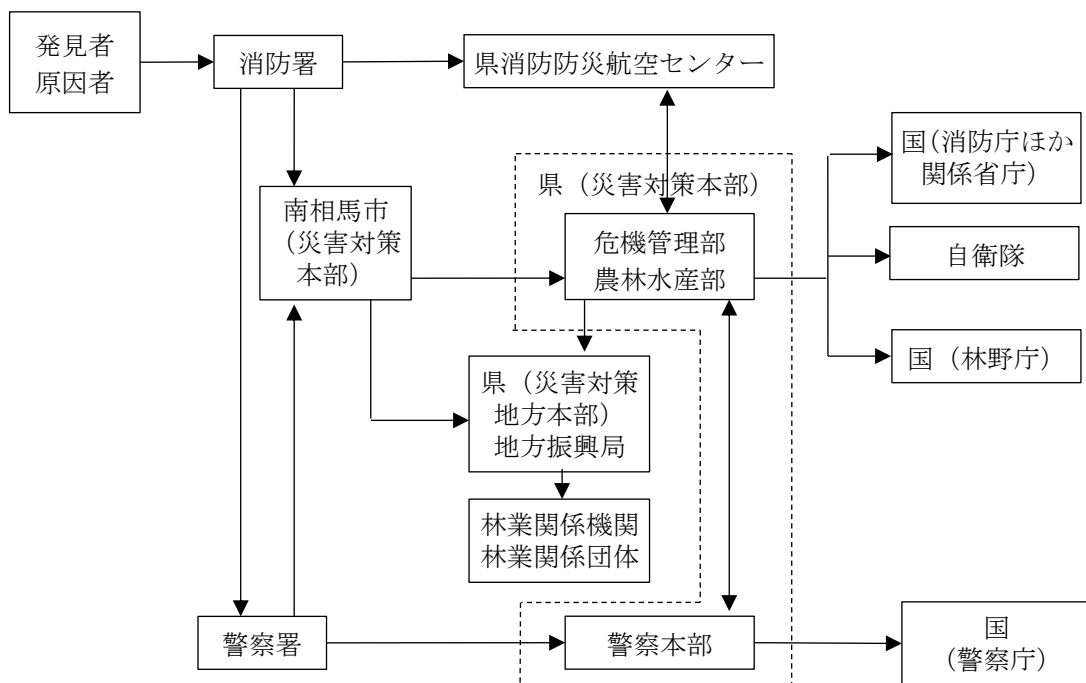 発見者
原因者
消防署
県消防防災航空センター
国（消防庁ほか
関係省庁）
県（災害対策本部）
南相馬市
（災害対策
本部）
危機管理部
農林水産部
自衛隊
国（林野庁）
県（災害対策
地方本部）
地方振興局
林業関係機関
林業関係団体
警察署
警察本部
国
（警察庁）